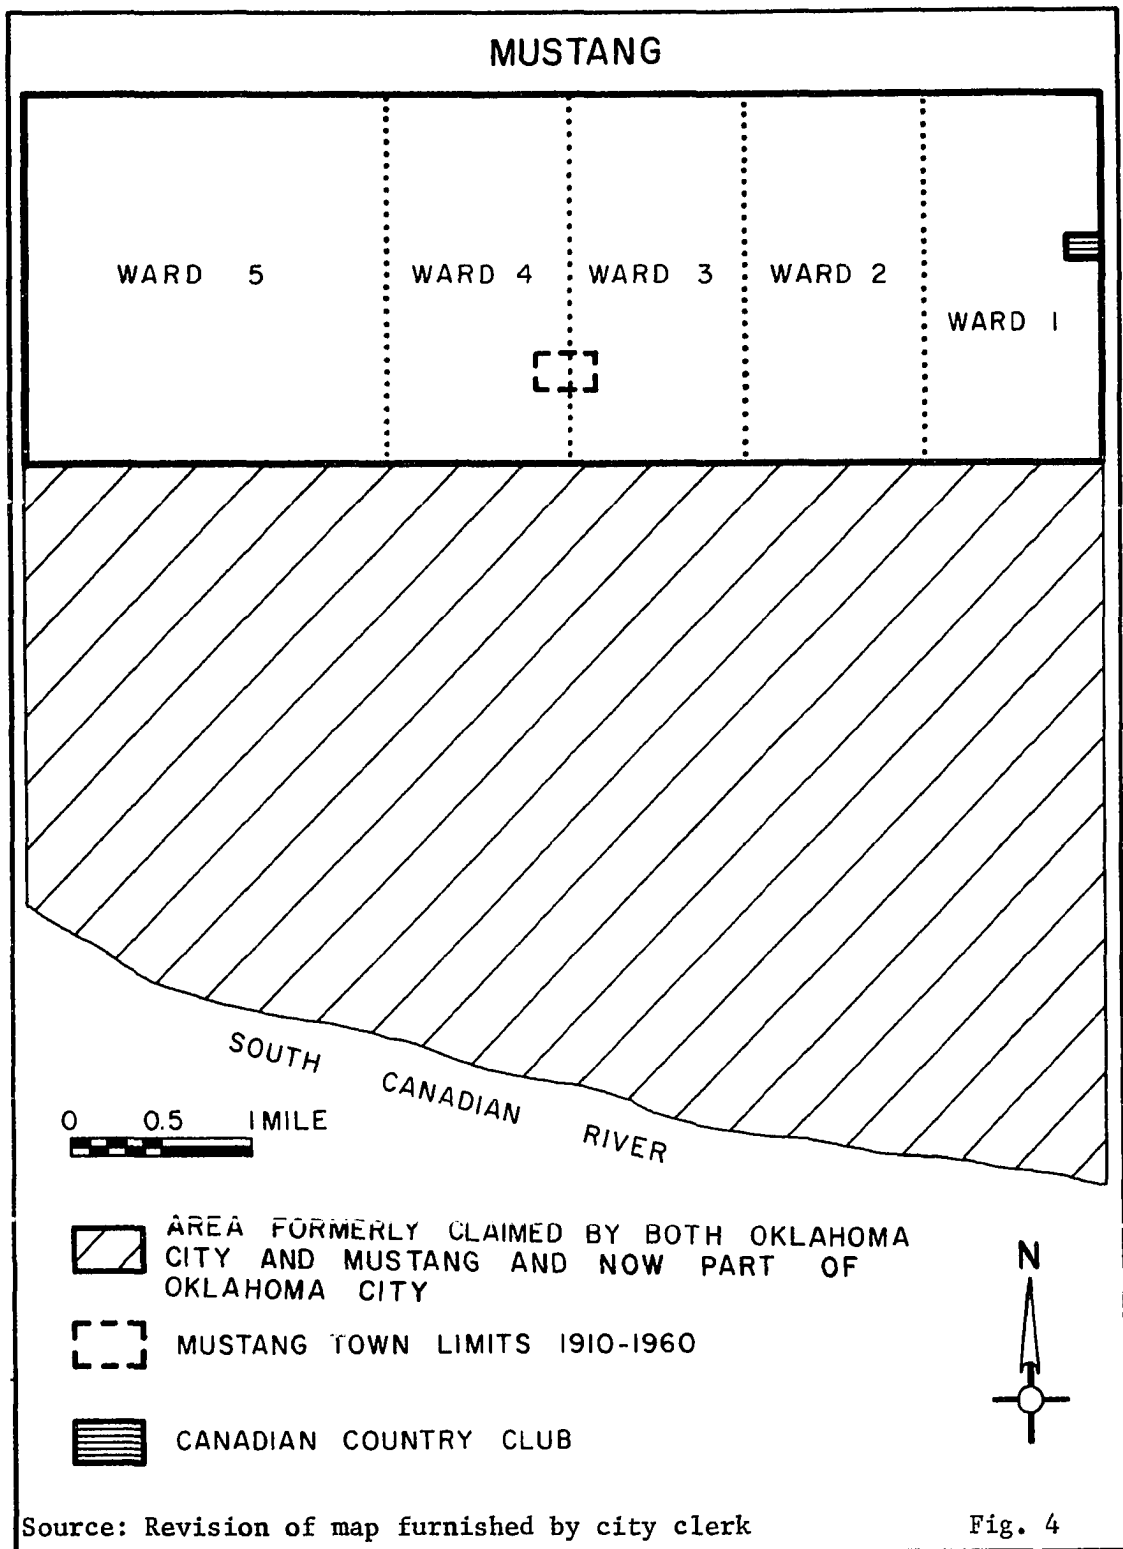 MUSTANG
WARD 5
WARD 4
WARD 3
WARD 2
WARD 1
SOUTH CANADIAN RIVER
0 0.5 1 MILE
AREA FORMERLY CLAIMED BY BOTH OKLAHOMA
CITY AND MUSTANG AND NOW PART OF
OKLAHOMA CITY
N
MUSTANG TOWN LIMITS 1910-1960
CANADIAN COUNTRY CLUB
Source: Revision of map furnished by city clerk
Fig. 4